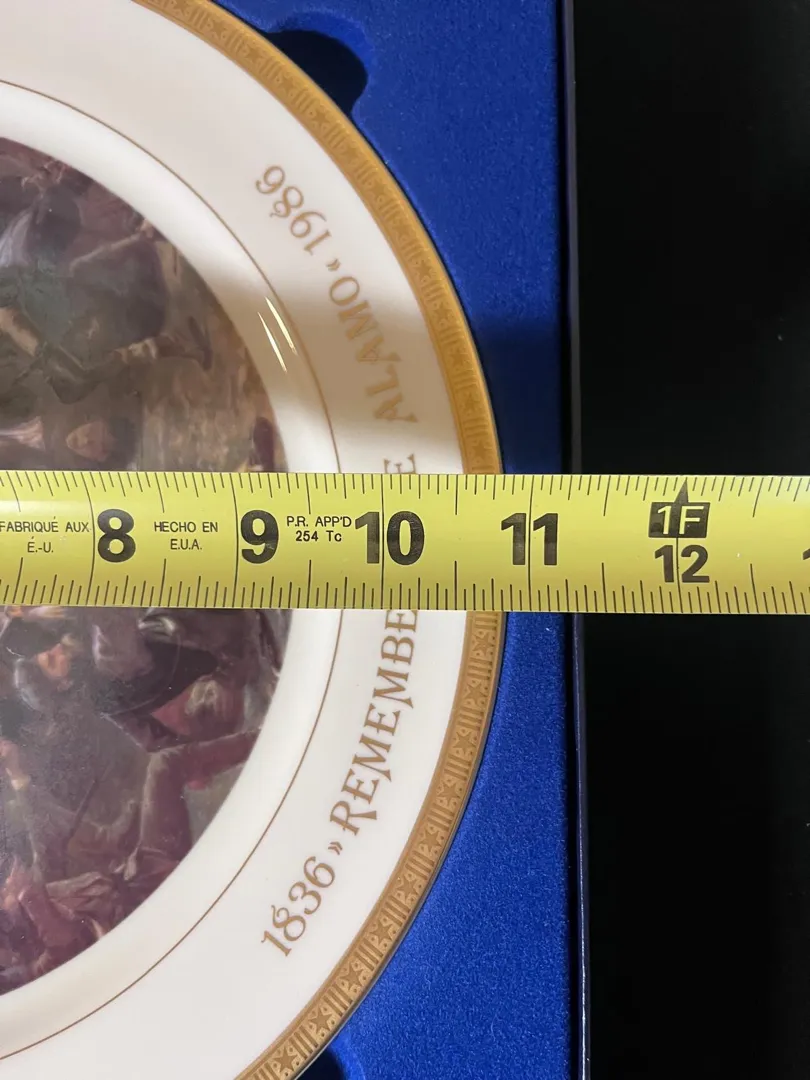 1836 » REMEMBE
E ALAMO « 1986
FABRIQUÉ AUX
É.-U.
8
HECHO EN
E.U.A.
9
P.R. APP'D
254 Tc
10
11
1F
12